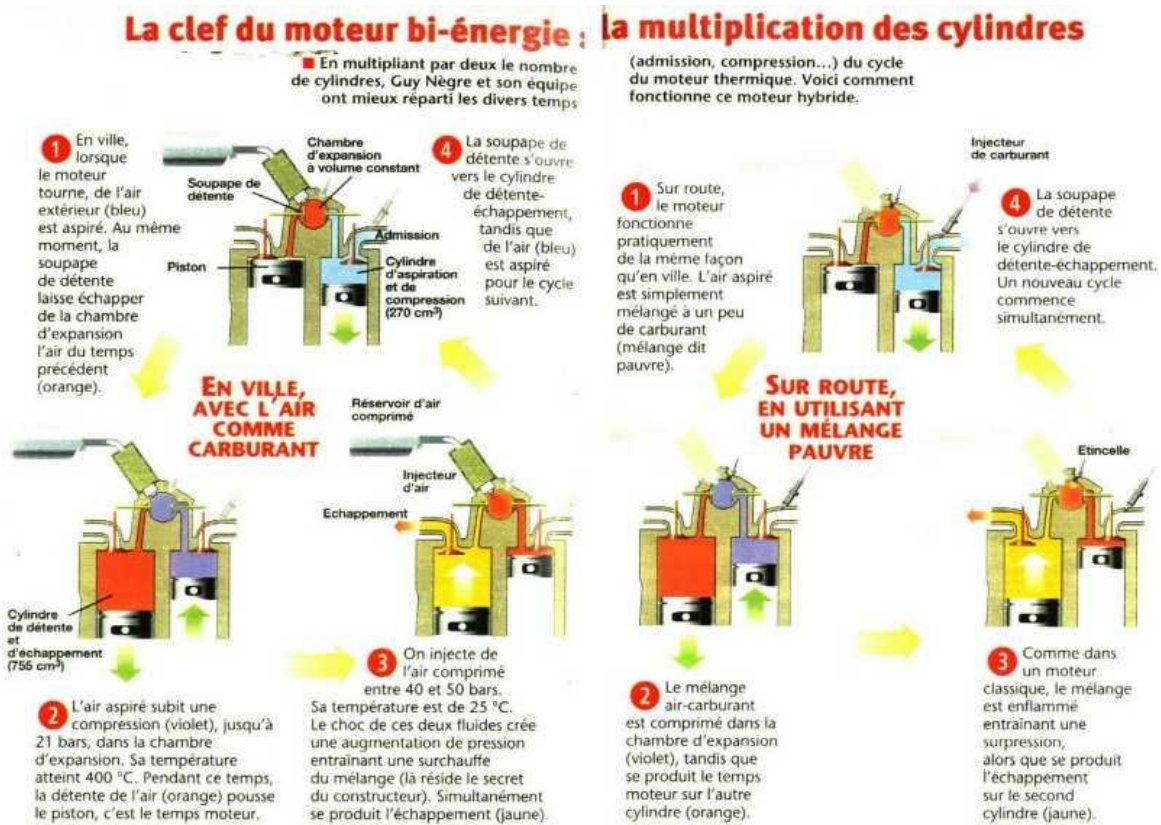 La clef du moteur bi-énergie : la multiplication des cylindres
■ En multipliant par deux le nombre
de cylindres, Guy Nègre et son équipe
ont mieux réparti les divers temps
(admission, compression...) du cycle
du moteur thermique. Voici comment
fonctionne ce moteur hybride.
1 En ville,
lorsque
le moteur
tourne, de l'air
extérieur (bleu)
est aspiré. Au même
moment, la
soupape
de détente
laisse échapper
de la chambre
d'expansion
l'air du temps
précédent
(orange).
Chambre
d'expansion
à volume constant
Soupape de
détente
Piston
Admission
Cylindre
d'aspiration
et de
compression
(270 cm³)
4 La soupape de
détente s'ouvre
vers le cylindre
de détente-
échappement,
tandis que
de l'air (bleu)
est aspiré
pour le cycle
suivant.
EN VILLE,
AVEC L'AIR
COMME
CARBURANT
Réservoir d'air
comprimé
Injecteur
d'air
Echappement
Cylindre
de détente
et
d'échappement
(755 cm³)
2 L'air aspiré subit une
compression (violet), jusqu'à
21 bars, dans la chambre
d'expansion. Sa température
atteint 400 °C. Pendant ce temps,
la détente de l'air (orange) pousse
le piston, c'est le temps moteur.
3 On injecte de
l'air comprimé
entre 40 et 50 bars.
Sa température est de 25 °C.
Le choc de ces deux fluides crée
une augmentation de pression
entraînant une surchauffe
du mélange (là réside le secret
du constructeur). Simultanément
se produit l'échappement (jaune).
1 Sur route,
le moteur
fonctionne
pratiquement
de la même façon
qu'en ville. L'air aspiré
est simplement
mélangé à un peu
de carburant
(mélange dit
pauvre).
Injecteur
de carburant
4 La soupape
de détente
s'ouvre vers
le cylindre de
détente-échappement.
Un nouveau cycle
commence
simultanément.
SUR ROUTE,
EN UTILISANT
UN MÉLANGE
PAUVRE
Etincelle
2 Le mélange
air-carburant
est comprimé dans la
chambre d'expansion
(violet), tandis que
se produit le temps
moteur sur l'autre
cylindre (orange).
3 Comme dans
un moteur
classique, le mélange
est enflammé
entraînant une
surpression,
alors que se produit
l'échappement
sur le second
cylindre (jaune).